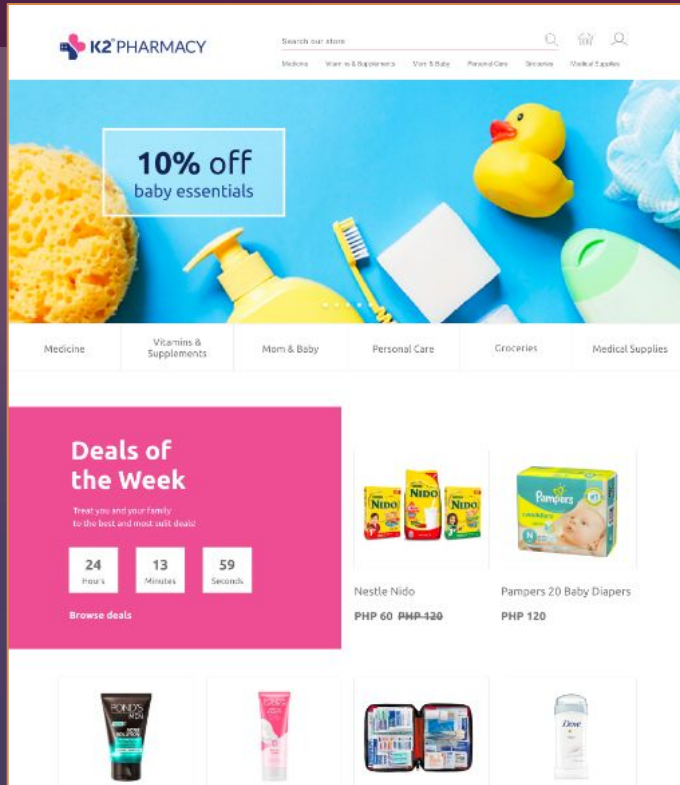 K2 PHARMACY
Search our store
Medicine Vitamins & Supplements Mom & Baby Personal Care Groceries Medical Supplies
10% off
baby essentials
Medicine
Vitamins &
Supplements
Mom & Baby
Personal Care
Groceries
Medical Supplies
Deals of
the Week
Treat you and your family
to the best and most sulit deals!
24 13 59
Hours Minutes Seconds
Browse deals
NIDO NIDO NIDO
Nestle Nido
PHP 60 PHP 120
Pampers
N
Pampers 20 Baby Diapers
PHP 120
POND'S
MEN
POND'S
Dove